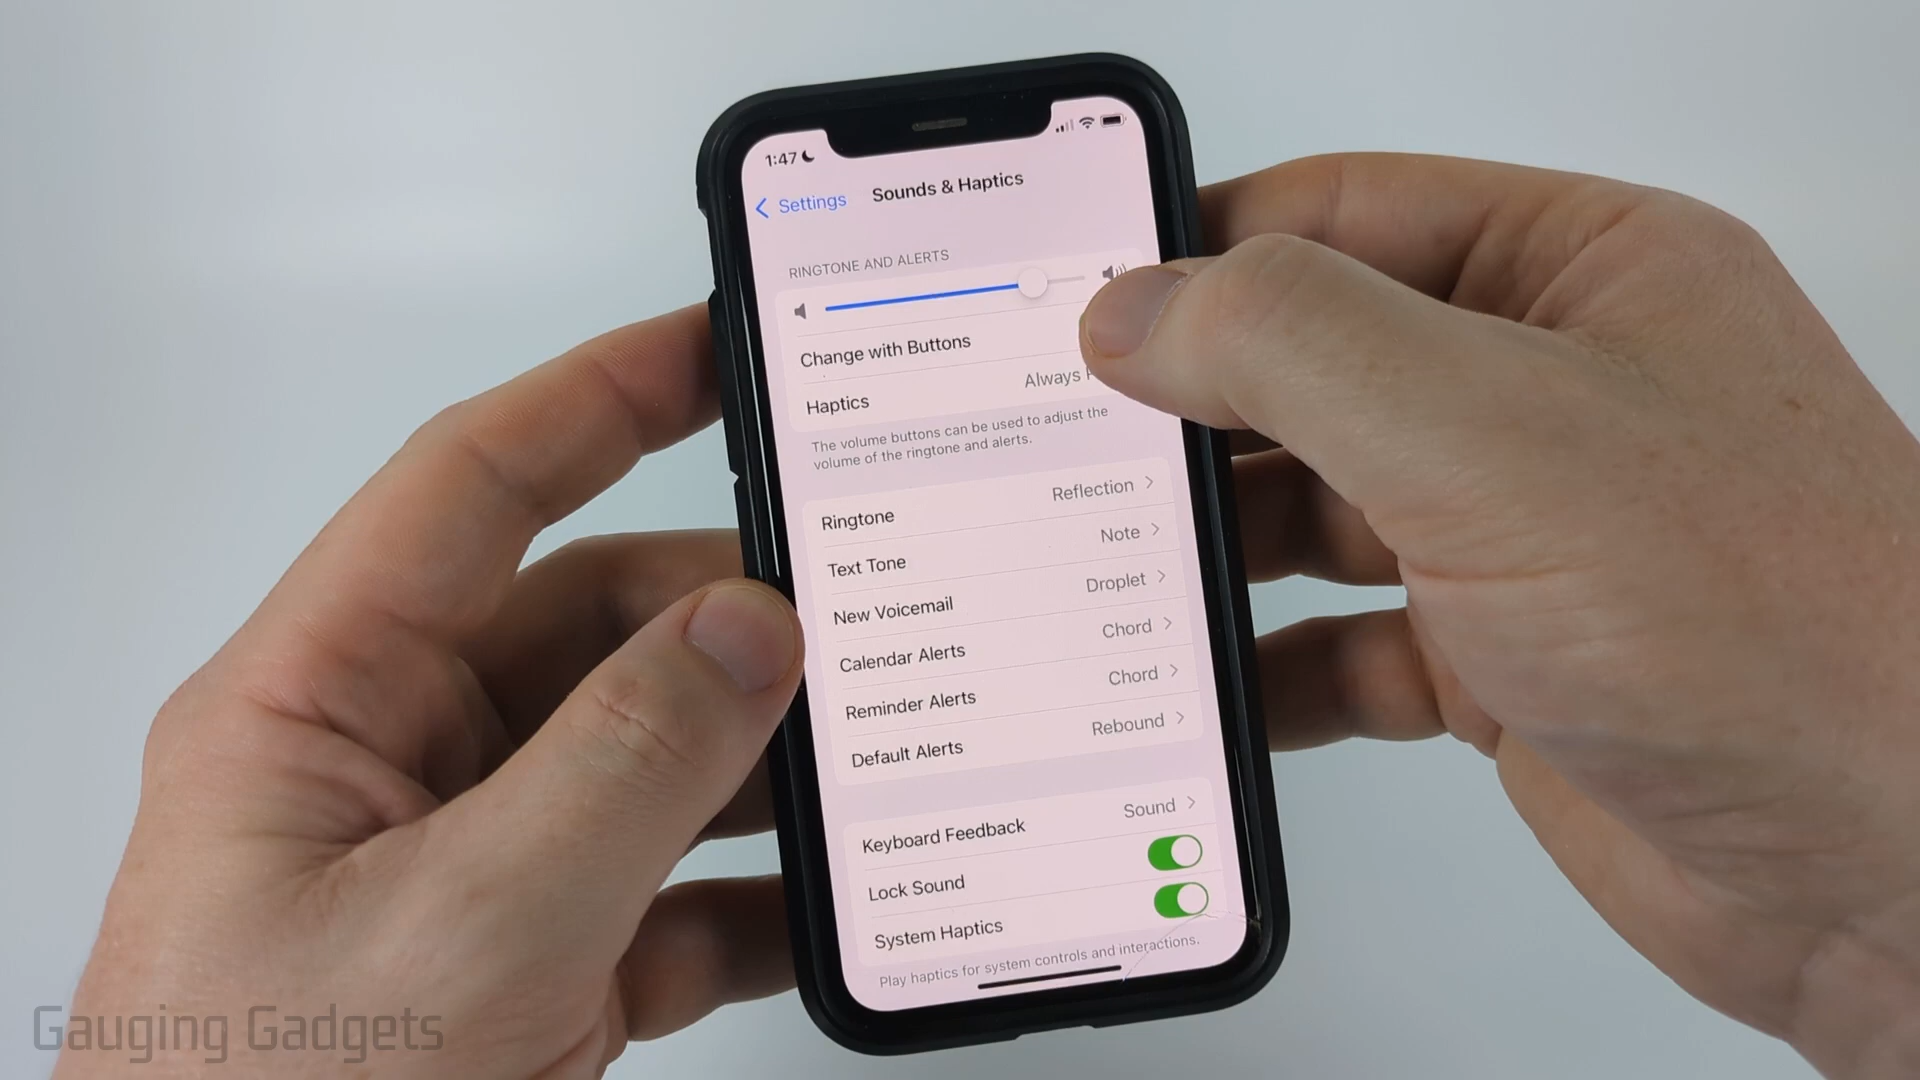 1:47
Settings
Sounds & Haptics
RINGTONE AND ALERTS
Change with Buttons
Haptics Always
The volume buttons can be used to adjust the
volume of the ringtone and alerts.
Ringtone Reflection
Text Tone Note
New Voicemail Droplet
Calendar Alerts Chord
Reminder Alerts Chord
Default Alerts Rebound
Keyboard Feedback Sound
Lock Sound
System Haptics
Play haptics for system controls and interactions.
Gauging Gadgets